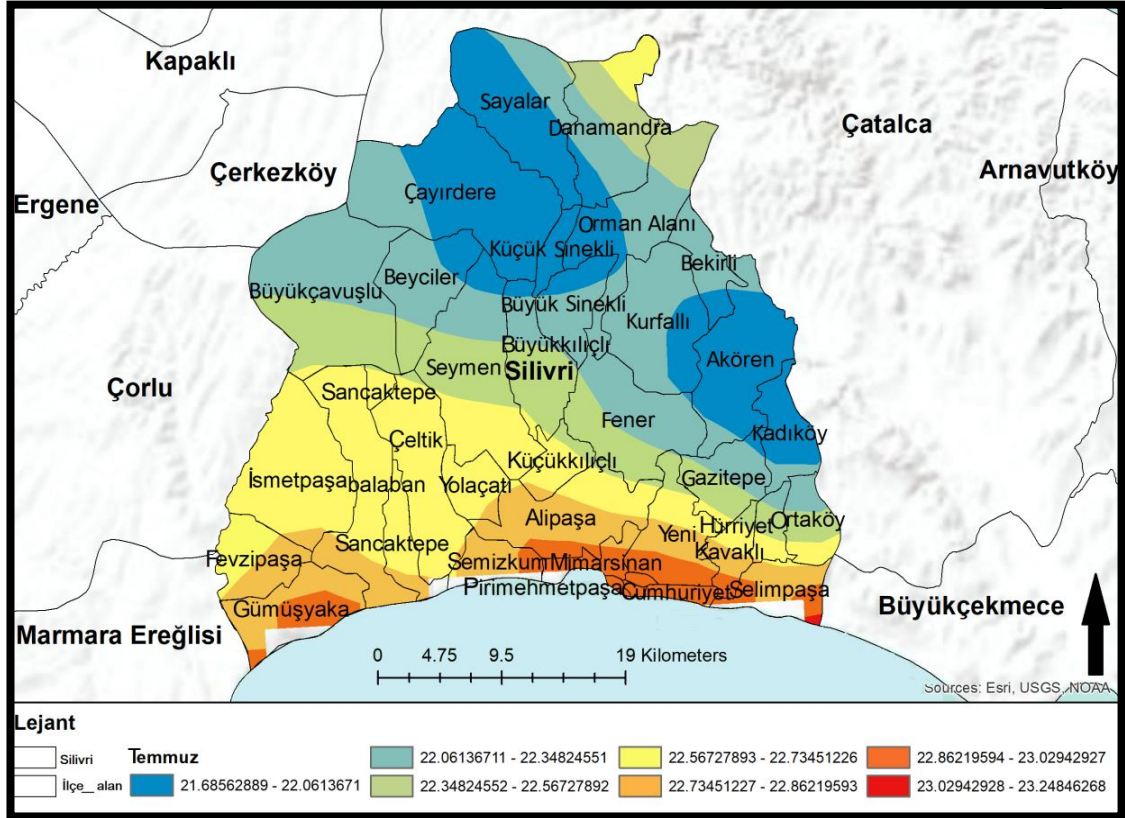 Kapaklı
Sayalar
Danamandra
Çatalca
Arnavutköy
Çerkezköy
Ergene
Çayırdere
Orman Alanı
Küçük Sinekli
Bekirli
Beyciler
Büyükçavuşlu
Büyük Sinekli
Kurfallı
Büyükkılıçlı
Akören
Seymen
Silivri
Çorlu
Sancaktepe
Fener
Kadıköy
Çeltik
Küçükkılıçlı
Gazitepe
İsmetpaşa
balaban
Yolaçatı
Alipaşa
Yeni
Hürriyet
Ortaköy
Sancaktepe
Kavaklı
Fevzipaşa
Semizkum
Mimarsinan
Pirimehmetpaşa
Cumhuriyet
Selimpaşa
Gümüşyaka
Büyükçekmece
Marmara Ereğlisi
0 4.75 9.5 19 Kilometers
Sources: Esri, USGS, NOAA
Lejant
Silivri
İlçe_ alan
Temmuz
21.68562889 - 22.0613671
22.06136711 - 22.34824551
22.34824552 - 22.56727892
22.56727893 - 22.73451226
22.73451227 - 22.86219593
22.86219594 - 23.02942927
23.02942928 - 23.24846268